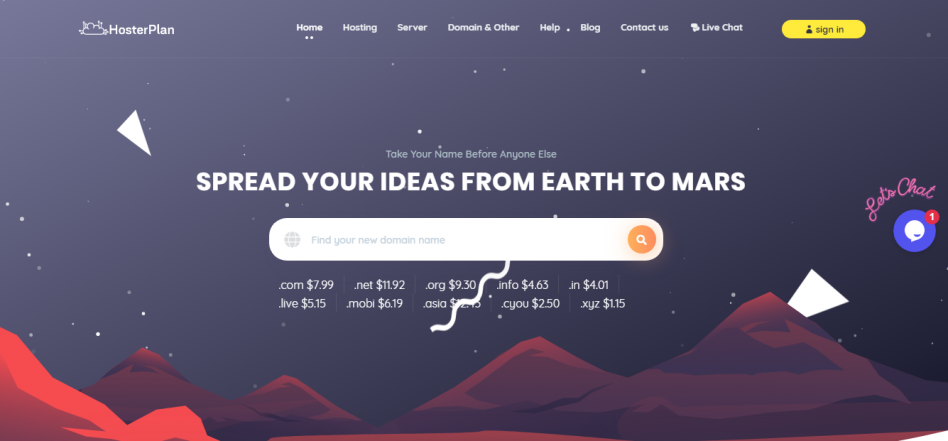 HosterPlan
Home Hosting Server Domain & Other Help Blog Contact us Live Chat sign in
Take Your Name Before Anyone Else
SPREAD YOUR IDEAS FROM EARTH TO MARS
Let's Chat
1
Find your new domain name
.com $7.99 .net $11.92 .org $9.30 .info $4.63 .in $4.01
.live $5.15 .mobi $6.19 .asia $12.45 .cyou $2.50 .xyz $1.15